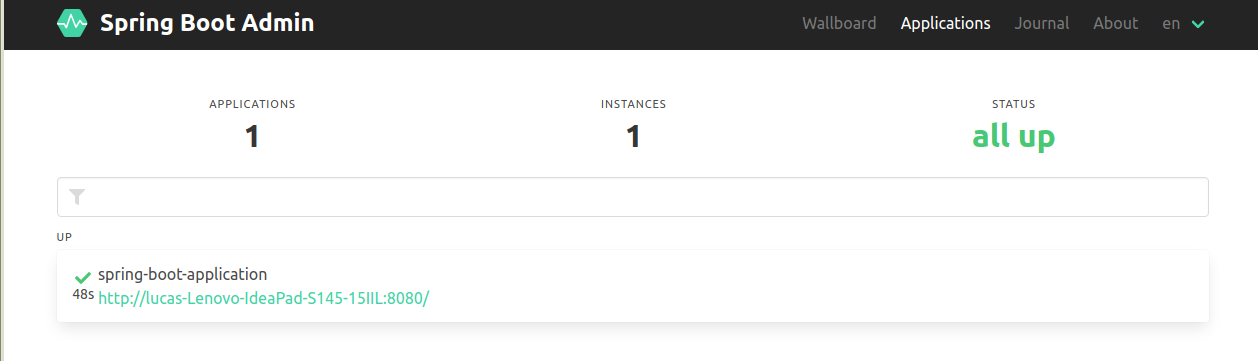 Spring Boot Admin Wallboard Applications Journal About en
APPLICATIONS INSTANCES STATUS
1 1 all up
UP
spring-boot-application
48s http://lucas-Lenovo-IdeaPad-S145-15IIL:8080/